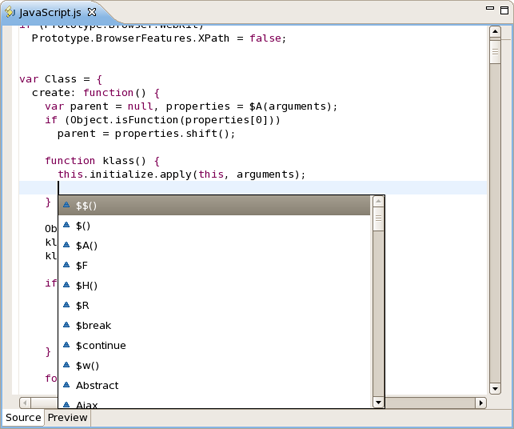 JavaScript.js
if (Prototype.Browser.WebKit)
Prototype.BrowserFeatures.XPath = false;
var Class = {
create: function() {
var parent = null, properties = $A(arguments);
if (Object.isFunction(properties[0]))
parent = properties.shift();
function klass() {
this.initialize.apply(this, arguments);
}
$$()
$()
$A()
$F
$H()
$R
$break
$continue
$w()
Abstract
Ajax
Ob
kl
kl
if
}
fo
Source Preview